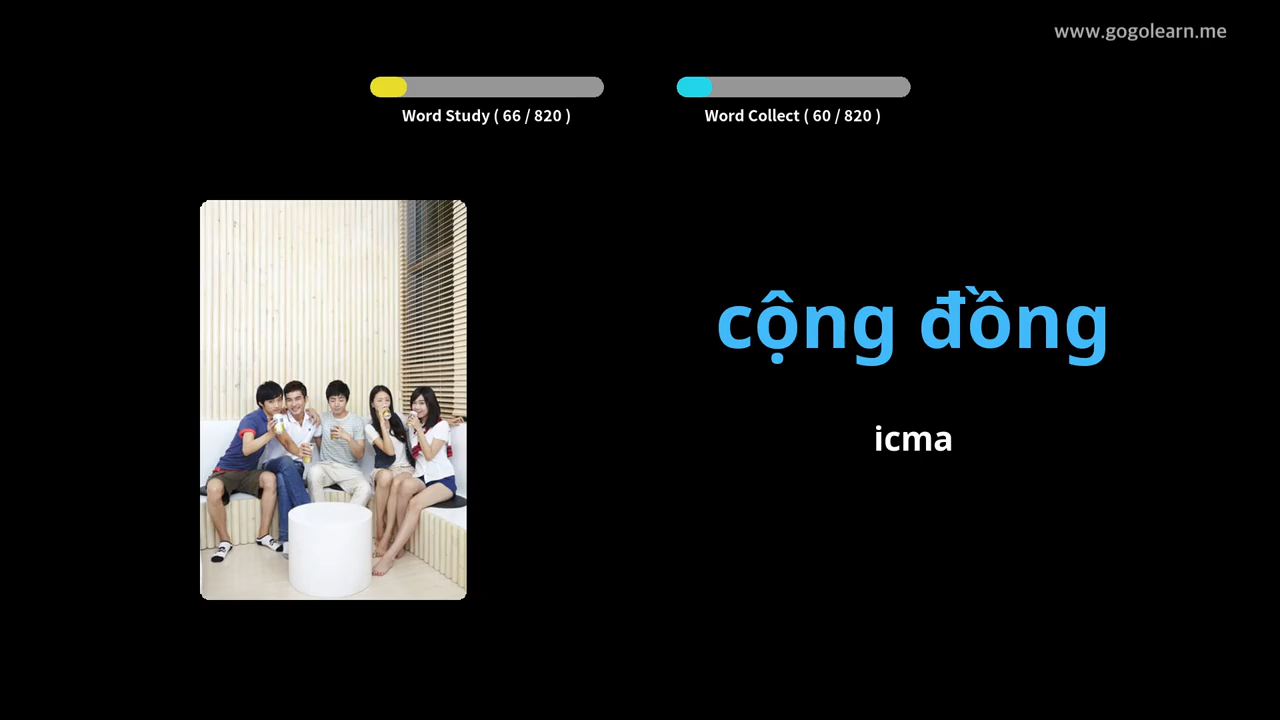 www.gogolearn.me
Word Study ( 66 / 820 )
Word Collect ( 60 / 820 )
cộng đồng
icma